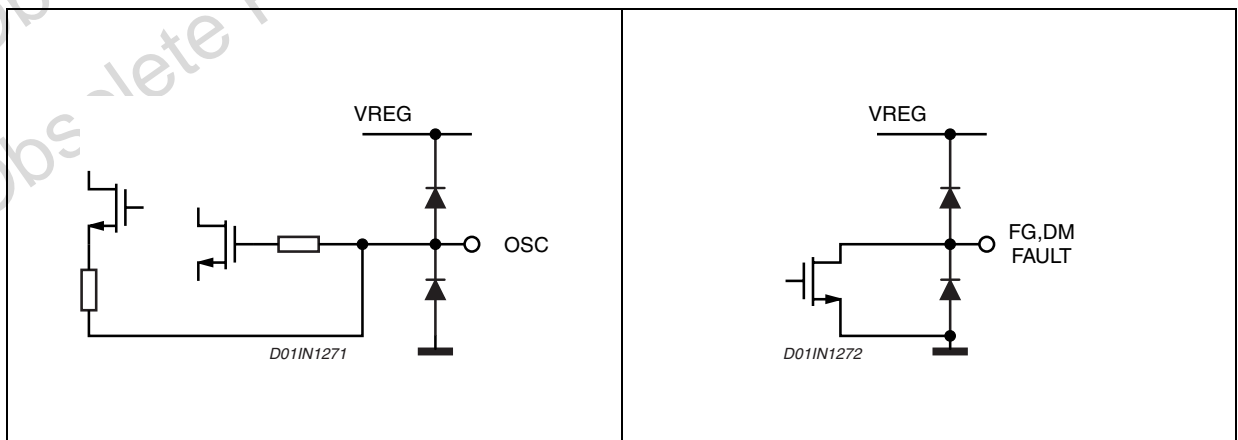 VREG
OSC
D01IN1271
VREG
FG,DM
FAULT
D01IN1272